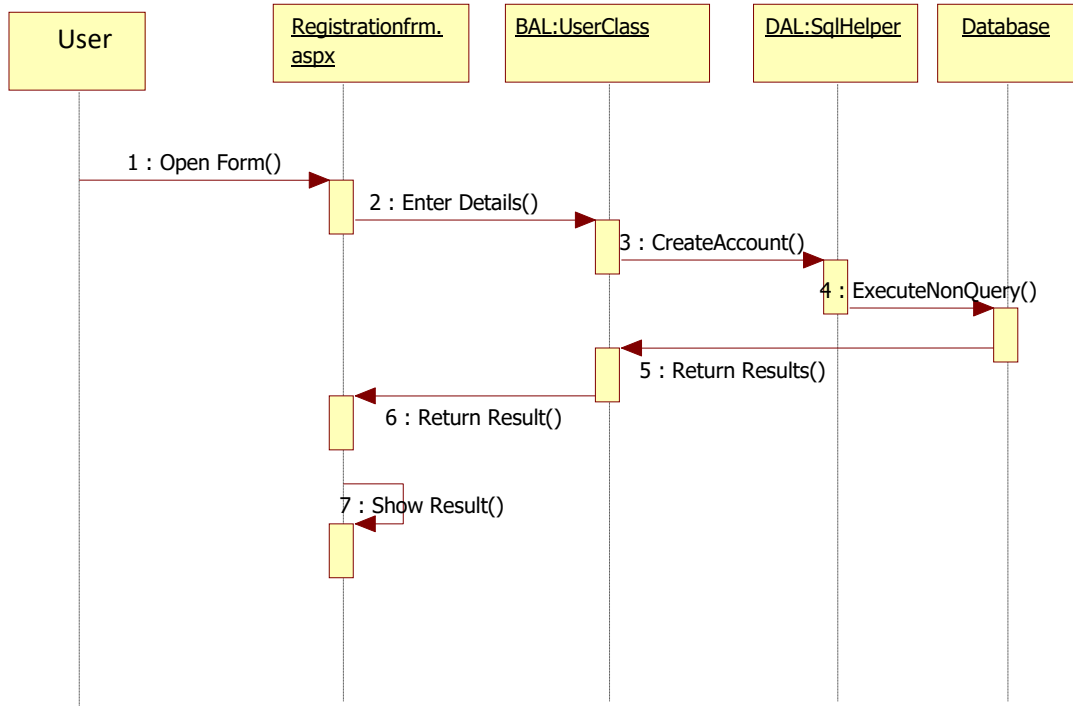 User
Registrationfrm.
aspx
BAL:UserClass
DAL:SqlHelper
Database
1 : Open Form()
2 : Enter Details()
3 : CreateAccount()
4 : ExecuteNonQuery()
5 : Return Results()
6 : Return Result()
7 : Show Result()